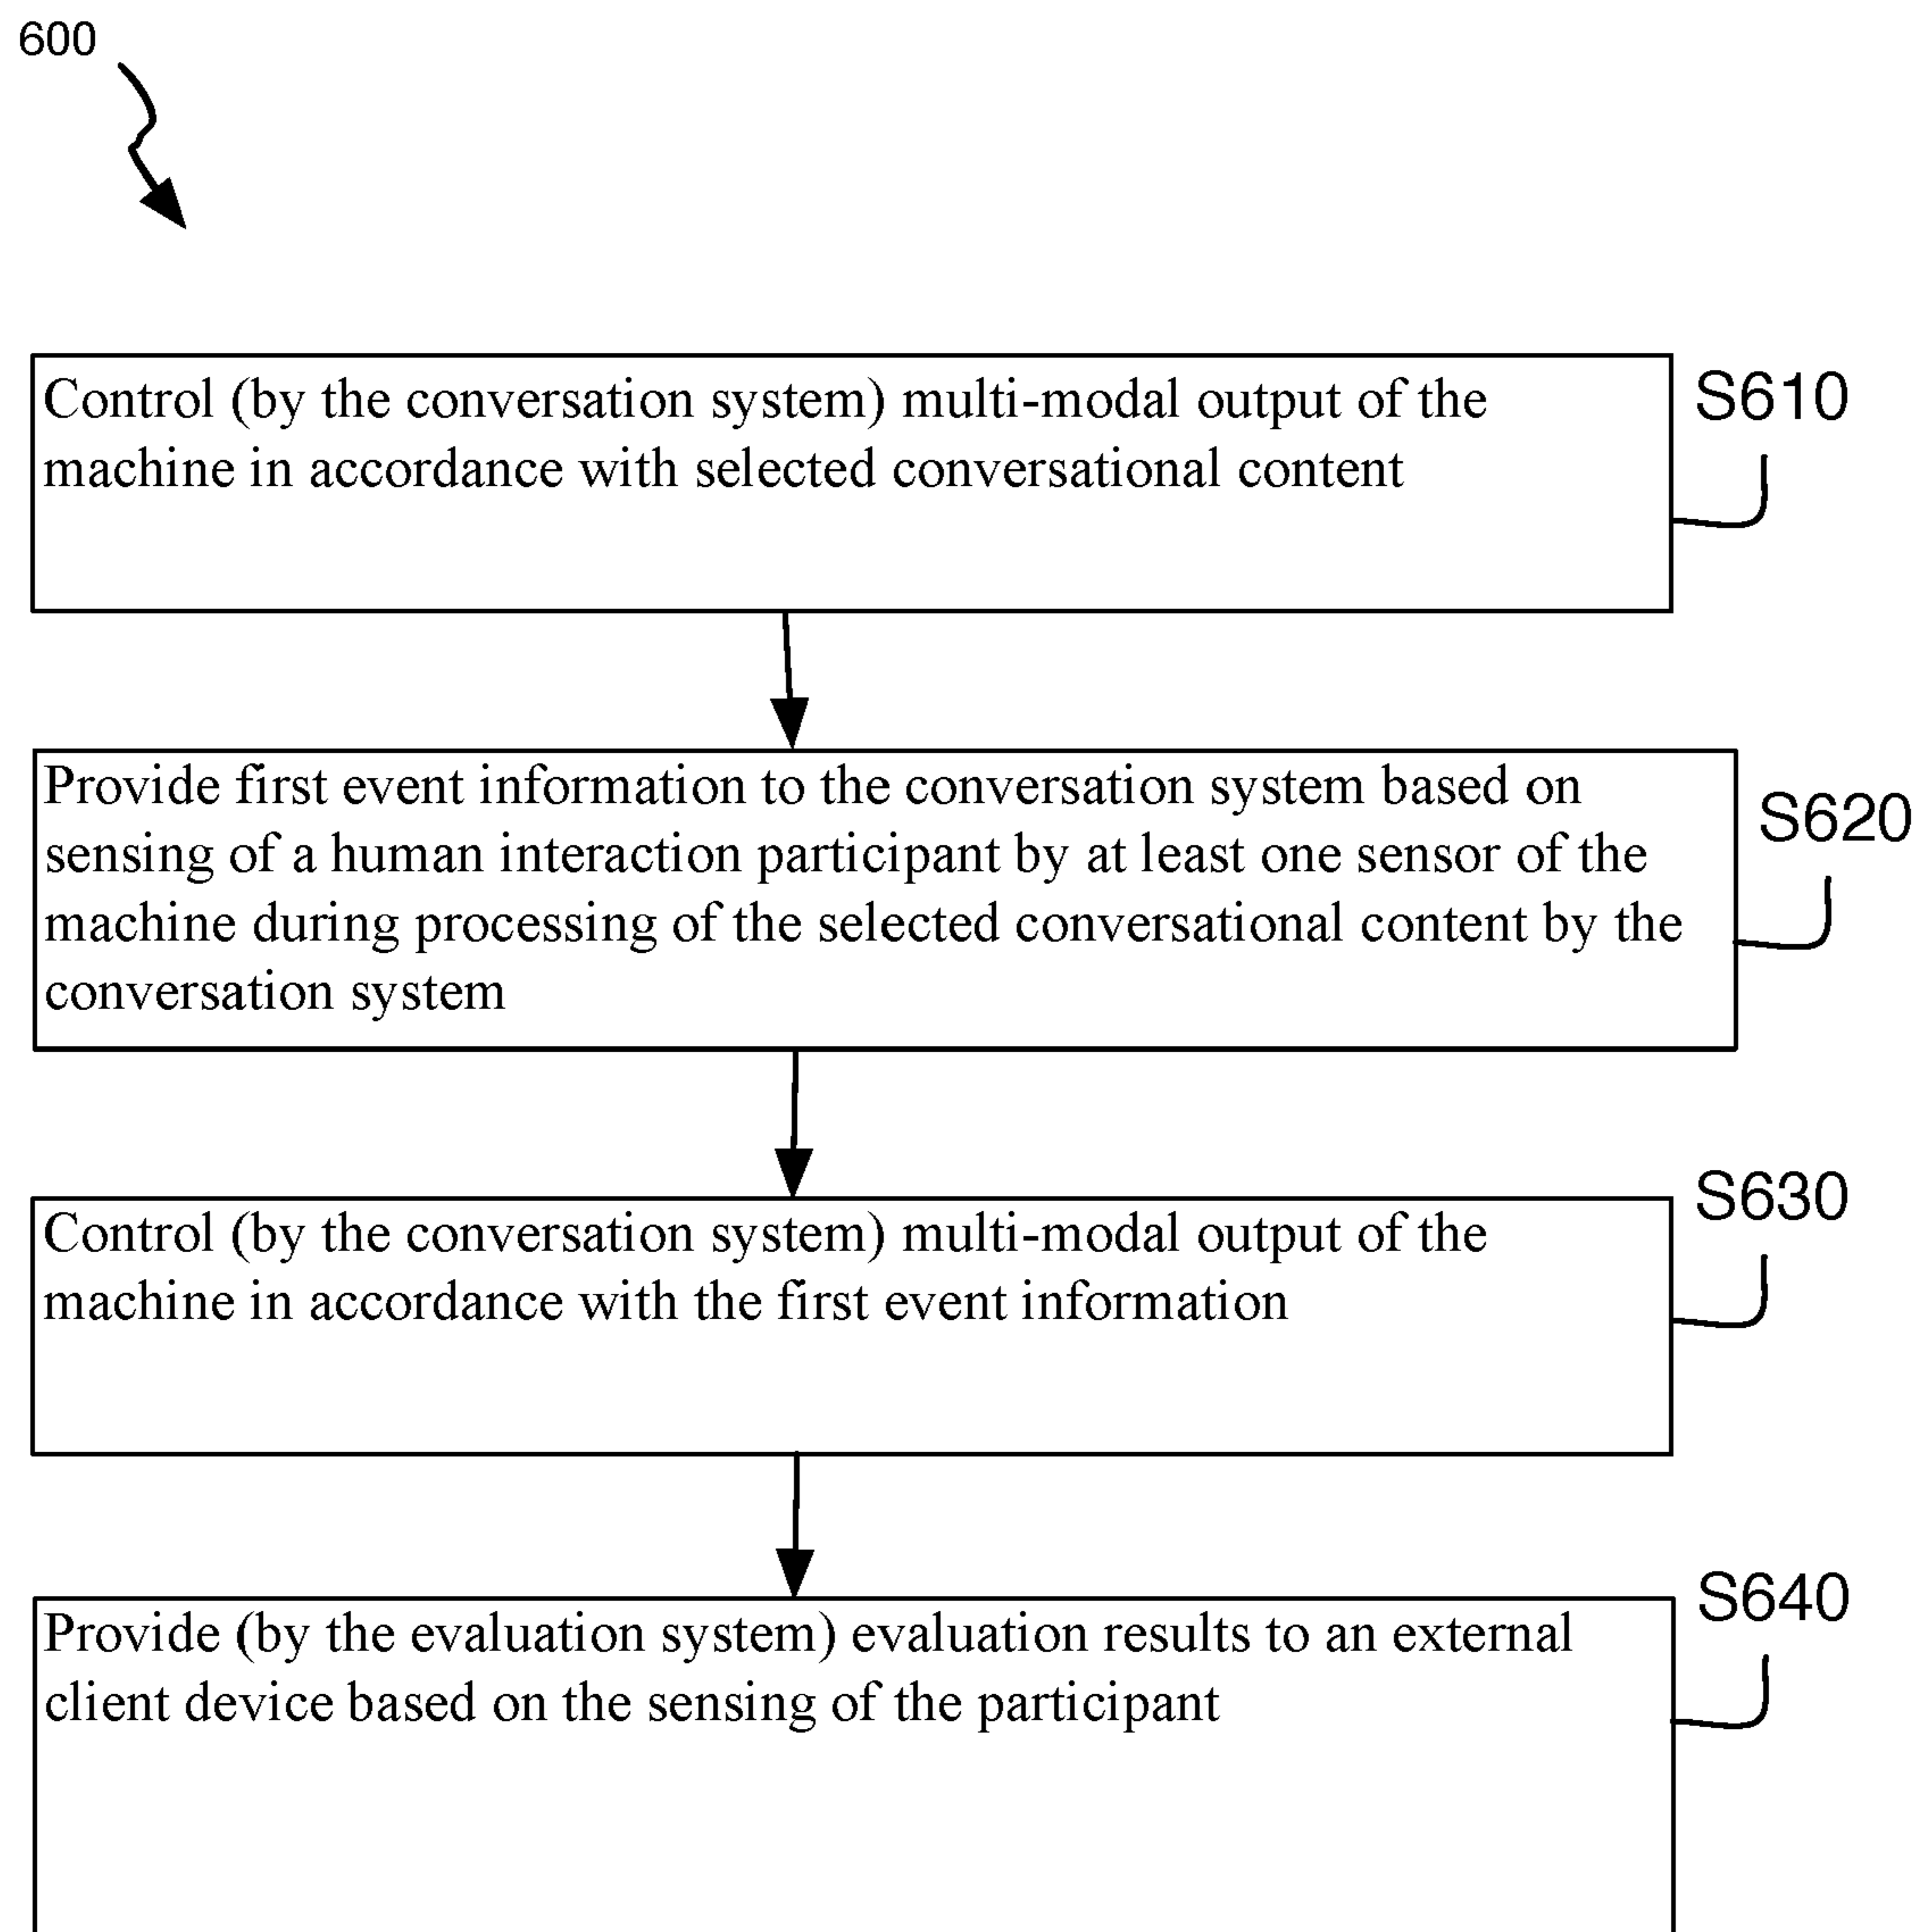 600
Control (by the conversation system) multi-modal output of the
machine in accordance with selected conversational content
S610
Provide first event information to the conversation system based on
sensing of a human interaction participant by at least one sensor of the
machine during processing of the selected conversational content by the
conversation system
S620
Control (by the conversation system) multi-modal output of the
machine in accordance with the first event information
S630
Provide (by the evaluation system) evaluation results to an external
client device based on the sensing of the participant
S640